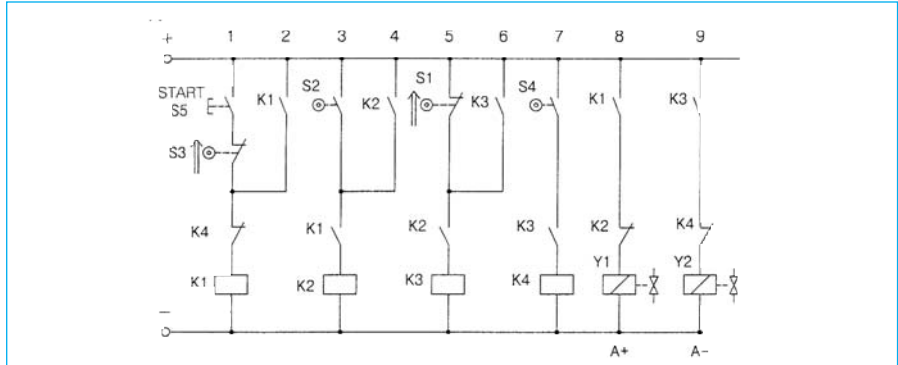 1 2 3 4 5 6 7 8 9
+
START
S5
K1
S2
K2
S1
K3
S4
K1
K3
S3
K4
K1
K2
K3
K2
K4
K1
K2
K3
K4
Y1
Y2
−
A+ A-